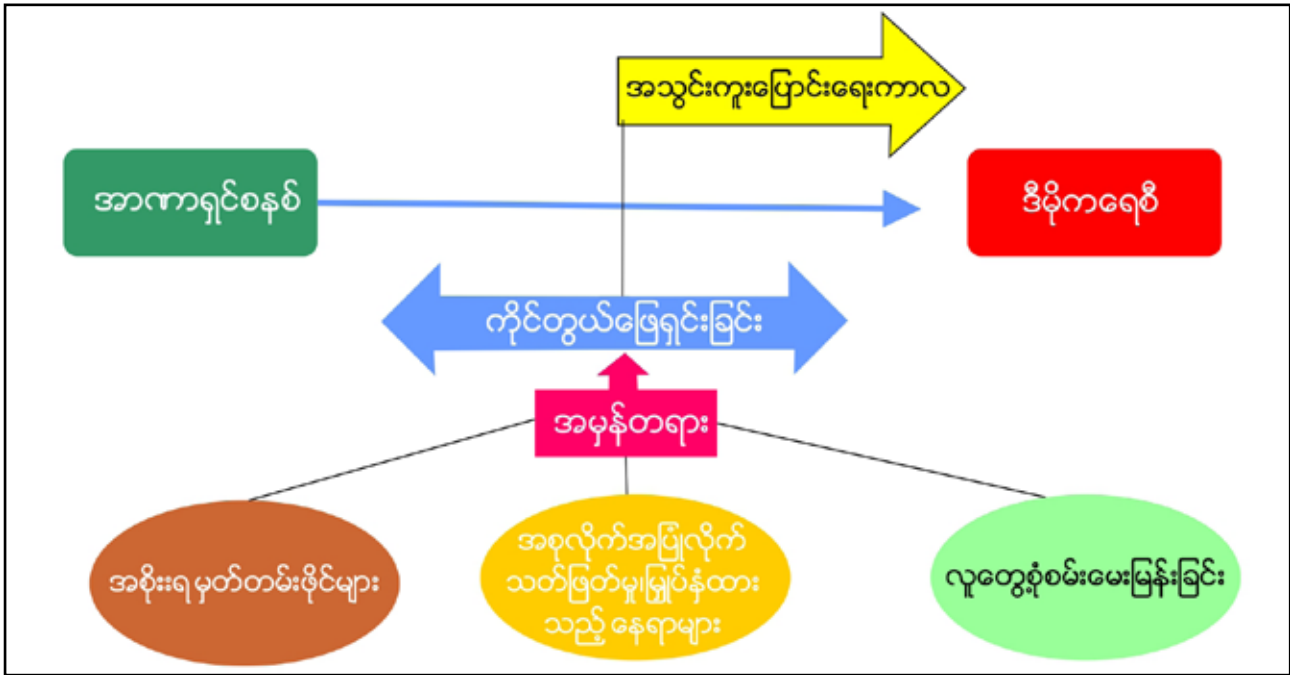 အသွင်းကူးပြောင်းရေးကာလ
အာဏာရှင်စနစ်
ဒီမိုကရေစီ
ကိုင်တွယ်ဖြေရှင်းခြင်း
အမှန်တရား
အစိုးးရ မှတ်တမ်းဖိုင်များ
အစုလိုက်အပြုံလိုက်
သတ်ဖြတ်မှု၊မြှုပ်နှံထား
သည့် နေရာများ
လူတွေ့စုံစမ်းမေးမြန်းခြင်း